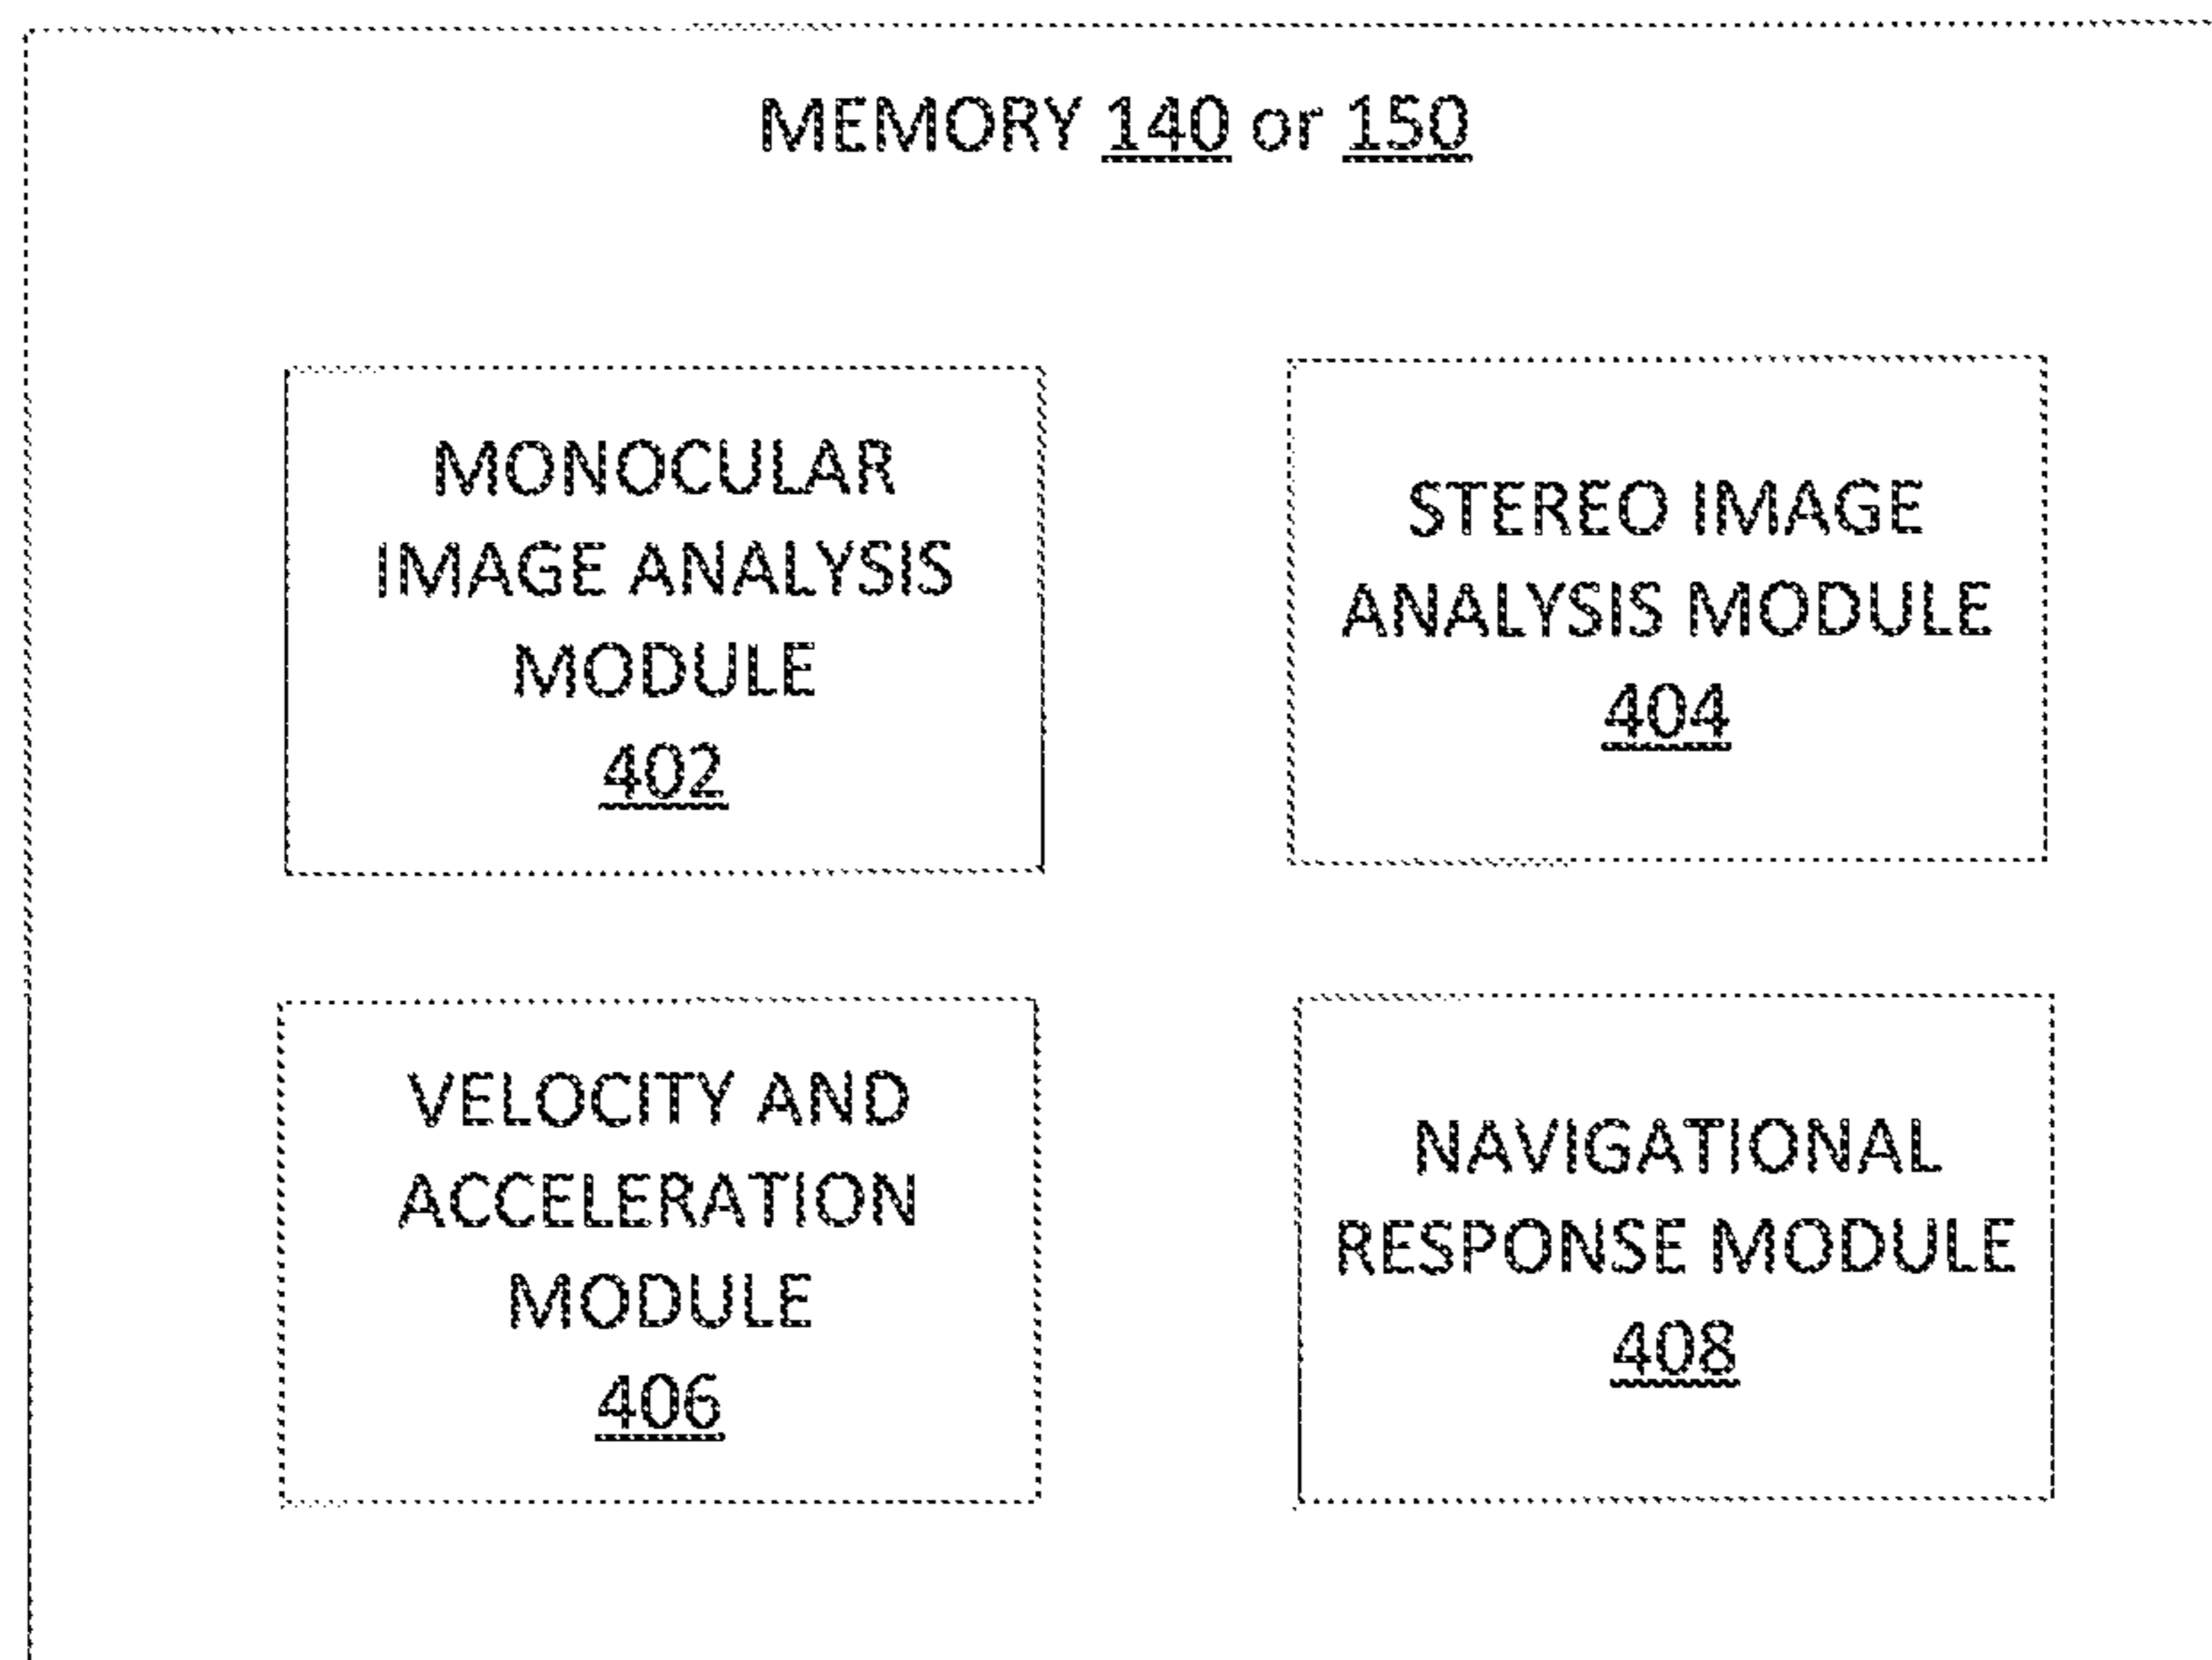 MEMORY 140 or 150
MONOCULAR
IMAGE ANALYSIS
MODULE
402
STEREO IMAGE
ANALYSIS MODULE
404
VELOCITY AND
ACCELERATION
MODULE
406
NAVIGATIONAL
RESPONSE MODULE
408